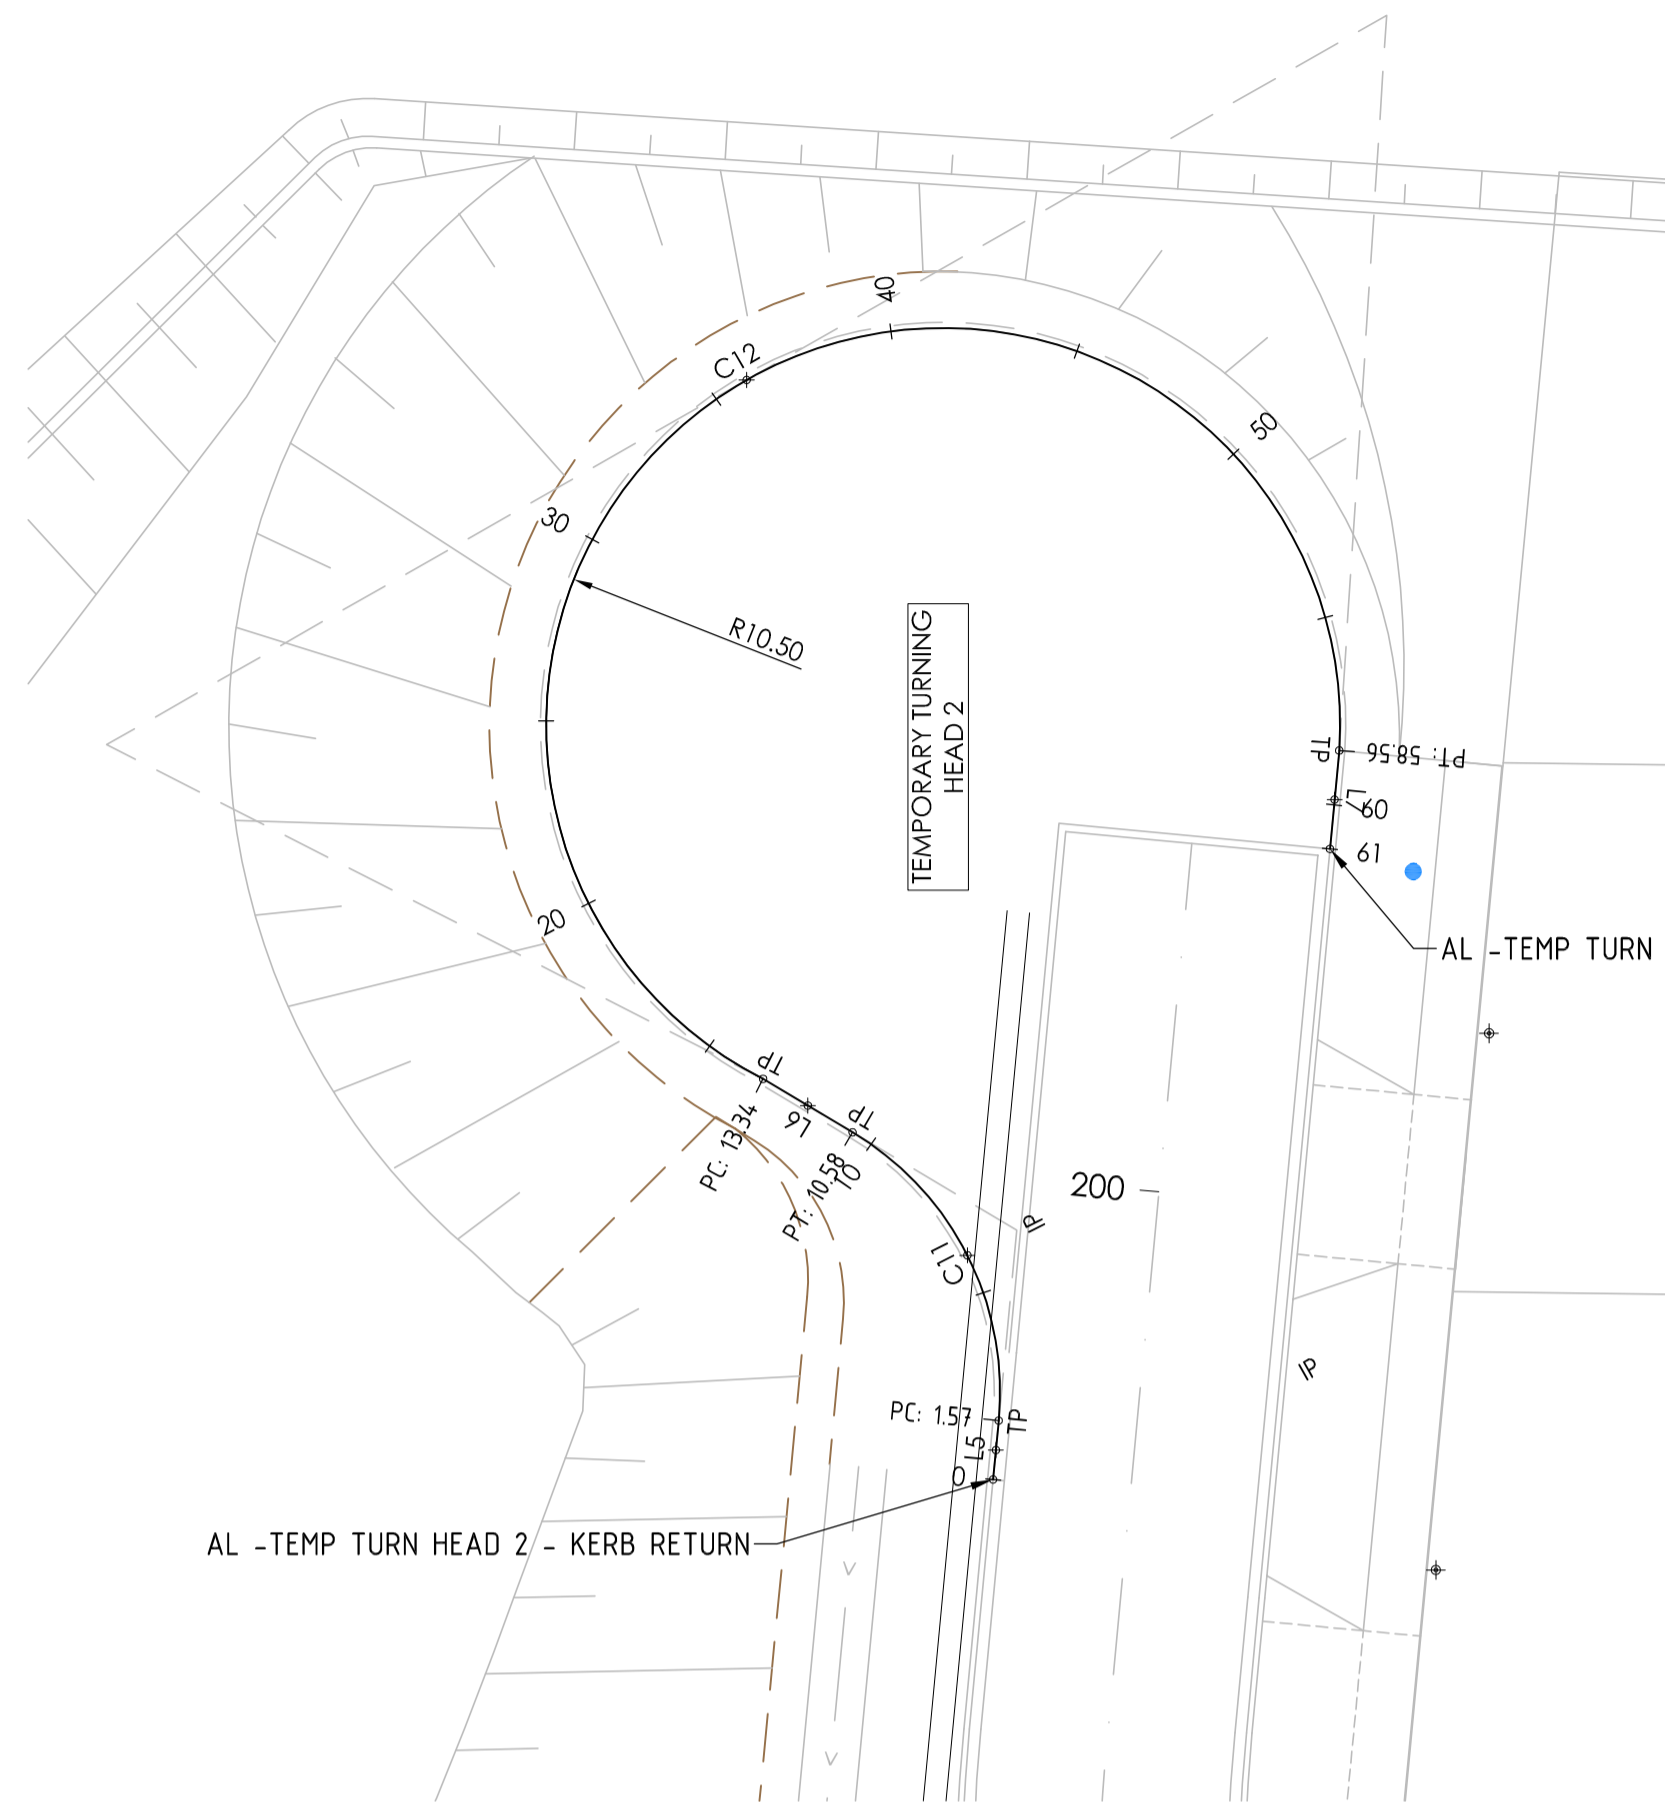 40
C12
50
30
R10.50
TEMPORARY TURNING
HEAD 2
TP
PT: 58.56
L7
60
61
AL -TEMP TURN
20
TP
L6
TP
PC: 13.34
PT: 10.58
10
200
IP
C11
IP
PC: 1.57
TP
L5
0
AL -TEMP TURN HEAD 2 - KERB RETURN